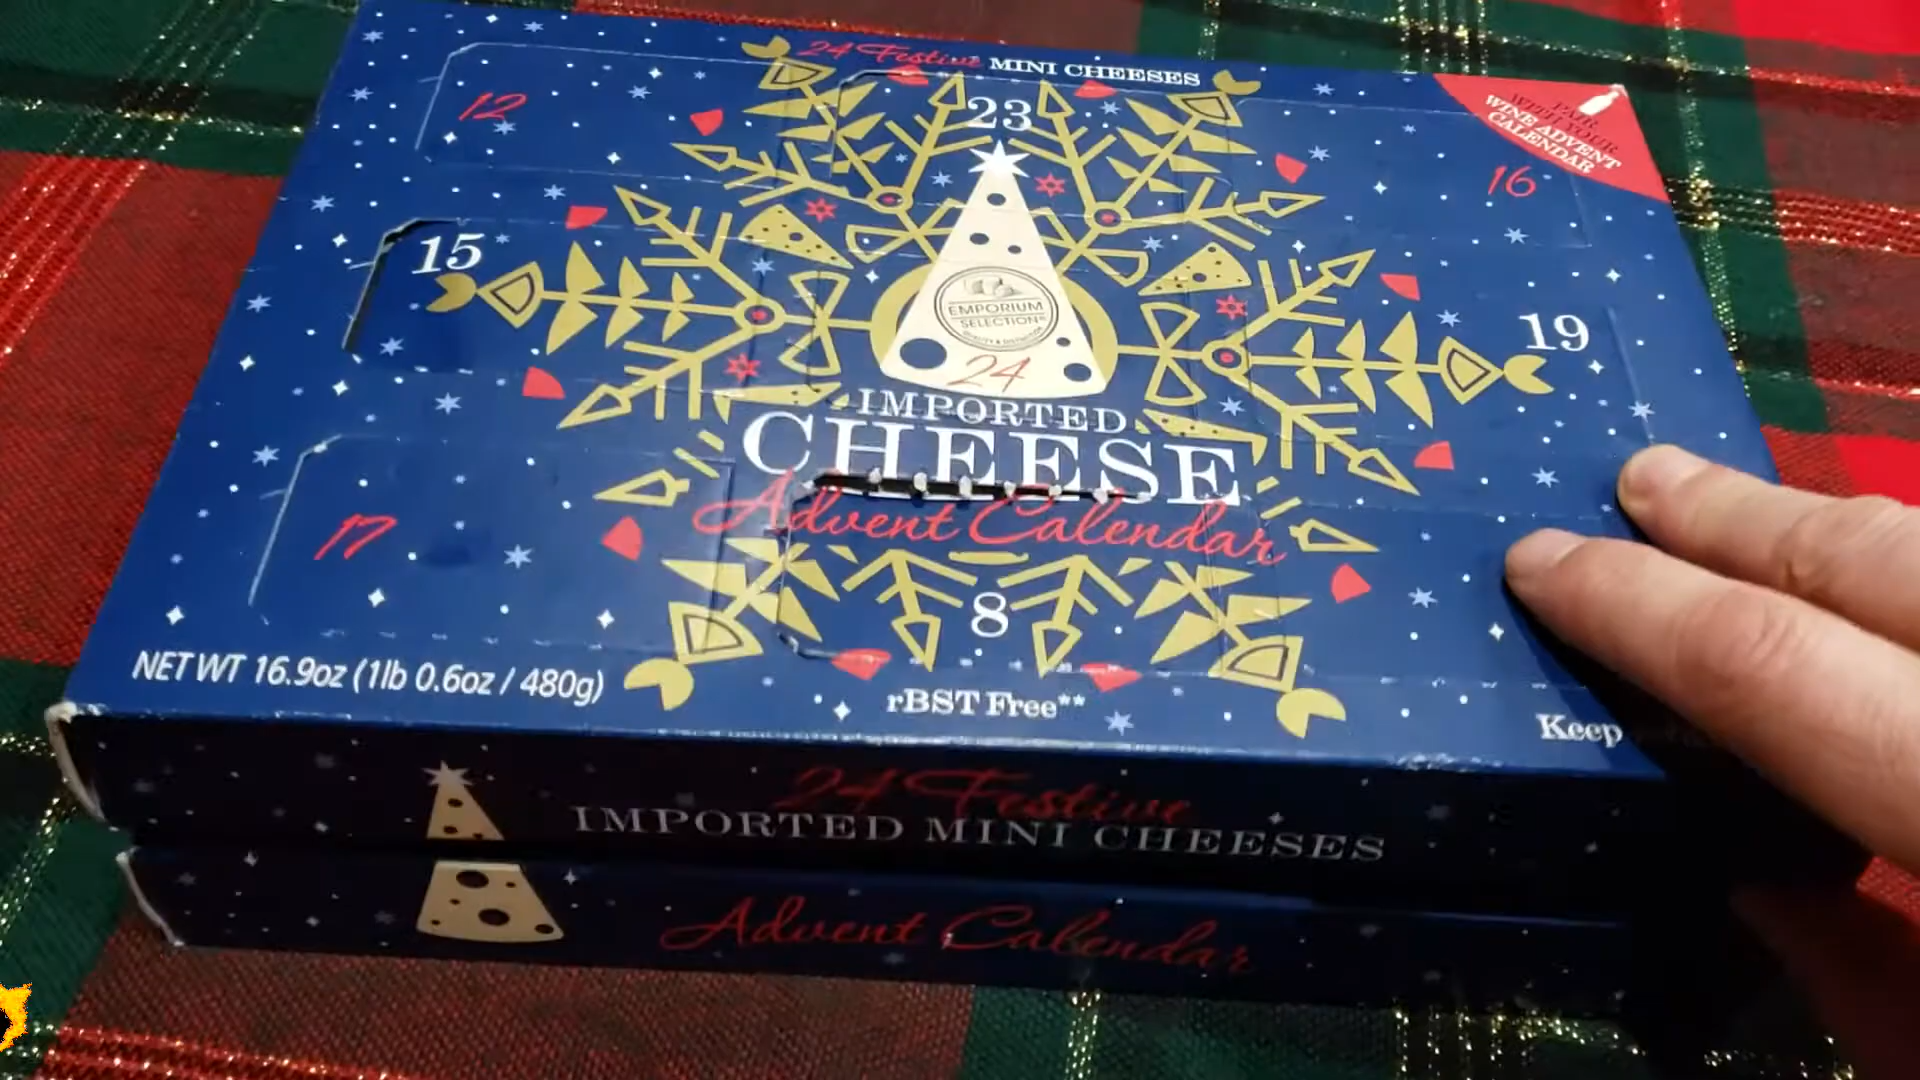 24 Festive MINI CHEESES
PAIR
WITH YOUR
WINE ADVENT
CALENDAR
12
23
16
15
19
EMPORIUM
SELECTION®
24
IMPORTED
CHEESE
Advent Calendar
17
8
NET WT 16.9oz (1lb 0.6oz / 480g)
rBST Free**
Keep
24 Festive
IMPORTED MINI CHEESES
Advent Calendar